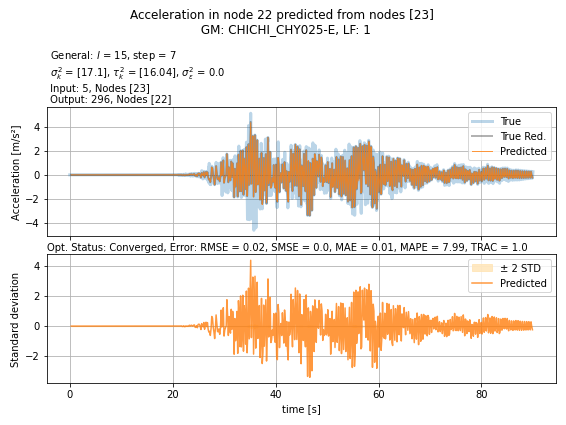 Acceleration in node 22 predicted from nodes [23]
GM: CHICHI_CHY025-E, LF: 1
General: l = 15, step = 7
σ²ₖ = [17.1], τ²ₖ = [16.04], σ²ε = 0.0
Input: 5, Nodes [23]
Output: 296, Nodes [22]
Acceleration [m/s²]
4
2
0
−2
−4
True
True Red.
Predicted
Opt. Status: Converged, Error: RMSE = 0.02, SMSE = 0.0, MAE = 0.01, MAPE = 7.99, TRAC = 1.0
Standard deviation
4
2
0
−2
± 2 STD
Predicted
0 20 40 60 80
time [s]